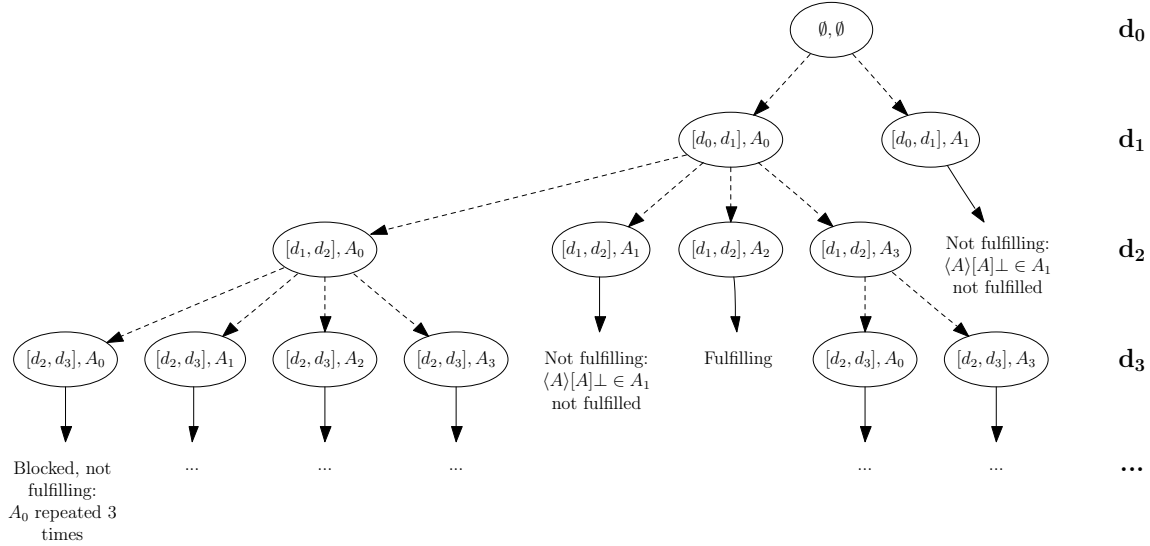 ∅, ∅
d₀
[d₀, d₁], A₀
[d₀, d₁], A₁
d₁
[d₁, d₂], A₀
[d₁, d₂], A₁
[d₁, d₂], A₂
[d₁, d₂], A₃
Not fulfilling:
⟨A⟩[A]⊥ ∈ A₁
not fulfilled
d₂
[d₂, d₃], A₀
[d₂, d₃], A₁
[d₂, d₃], A₂
[d₂, d₃], A₃
Not fulfilling:
⟨A⟩[A]⊥ ∈ A₁
not fulfilled
Fulfilling
[d₂, d₃], A₀
[d₂, d₃], A₃
d₃
Blocked, not
fulfilling:
A₀ repeated 3
times
...
...
...
...
...
...